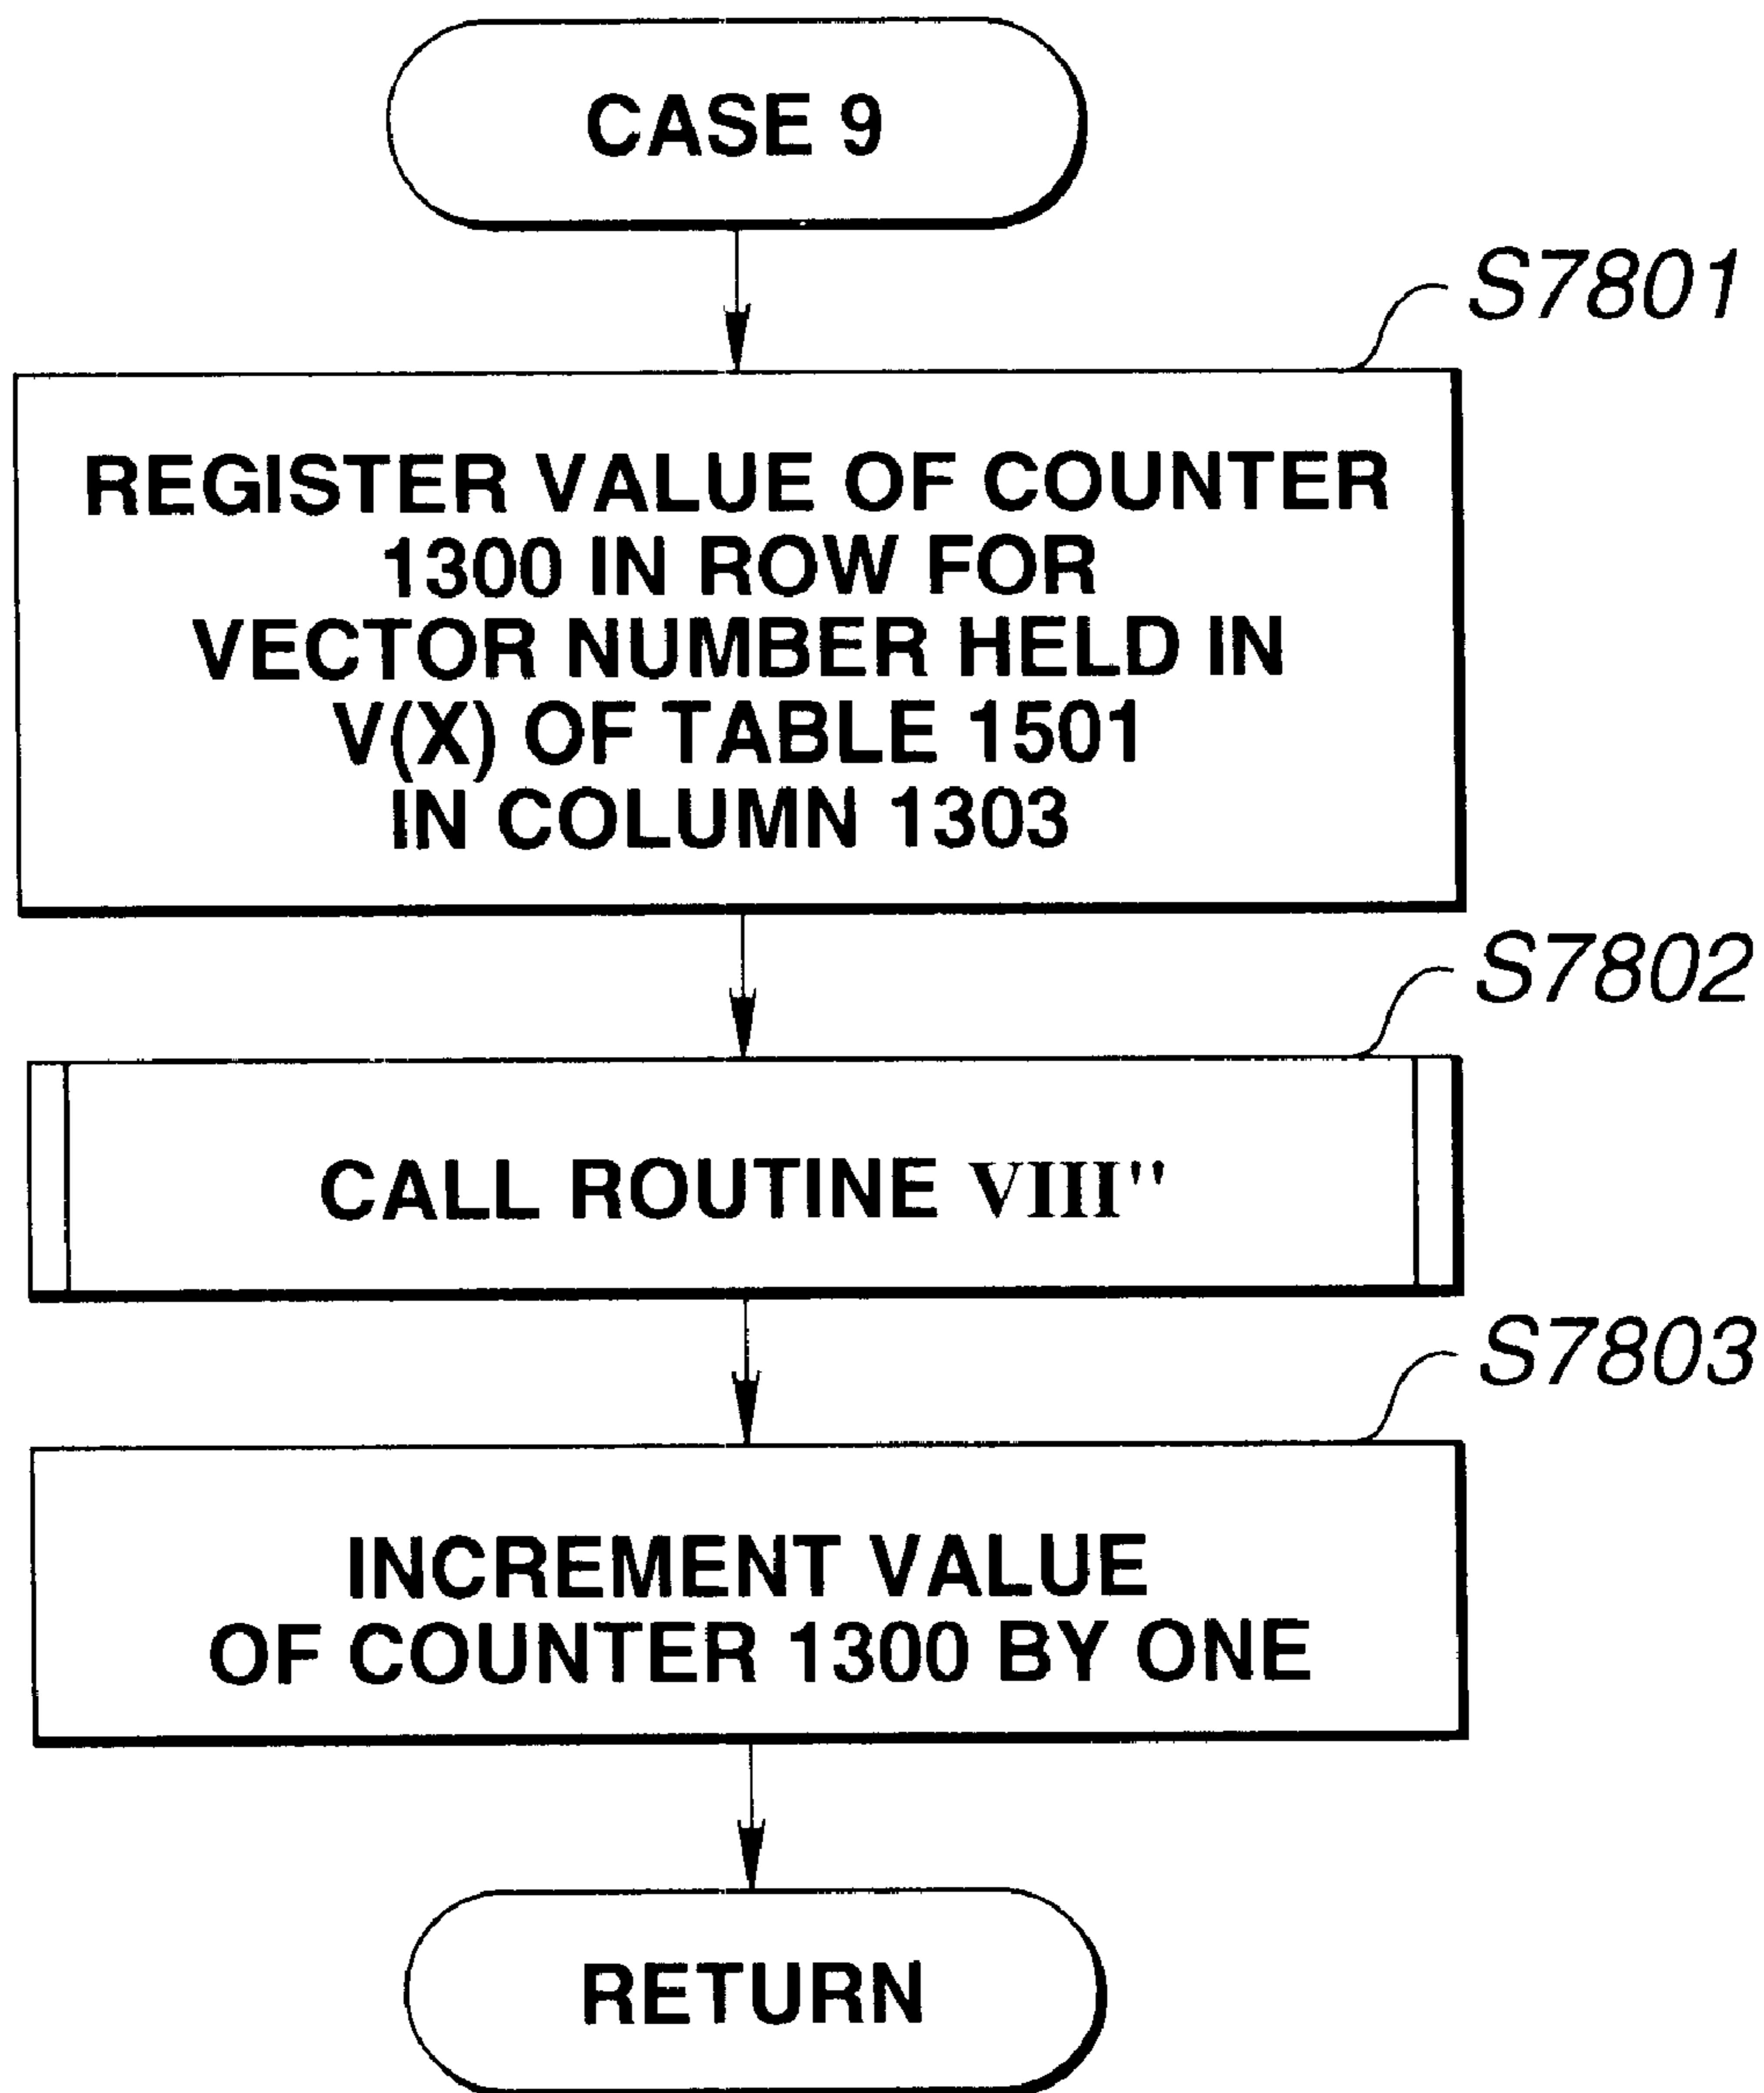 CASE 9
S7801
REGISTER VALUE OF COUNTER
1300 IN ROW FOR
VECTOR NUMBER HELD IN
V(X) OF TABLE 1501
IN COLUMN 1303
S7802
CALL ROUTINE VIII''
S7803
INCREMENT VALUE
OF COUNTER 1300 BY ONE
RETURN